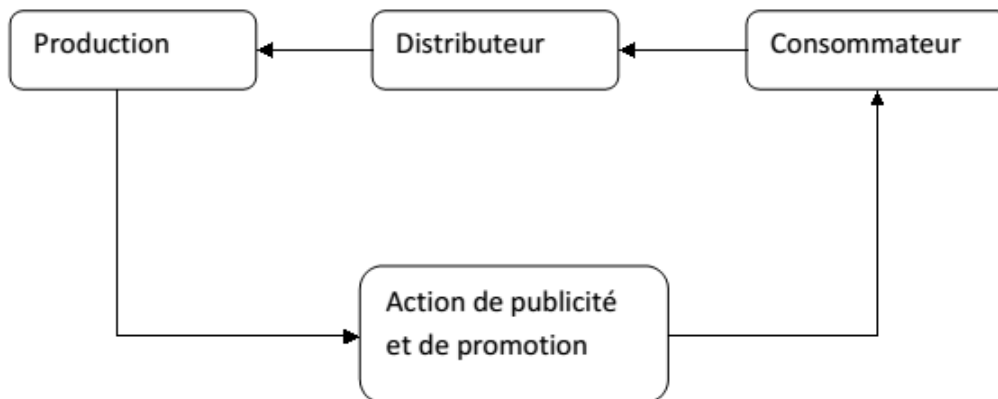 Production
Distributeur
Consommateur
Action de publicité
et de promotion